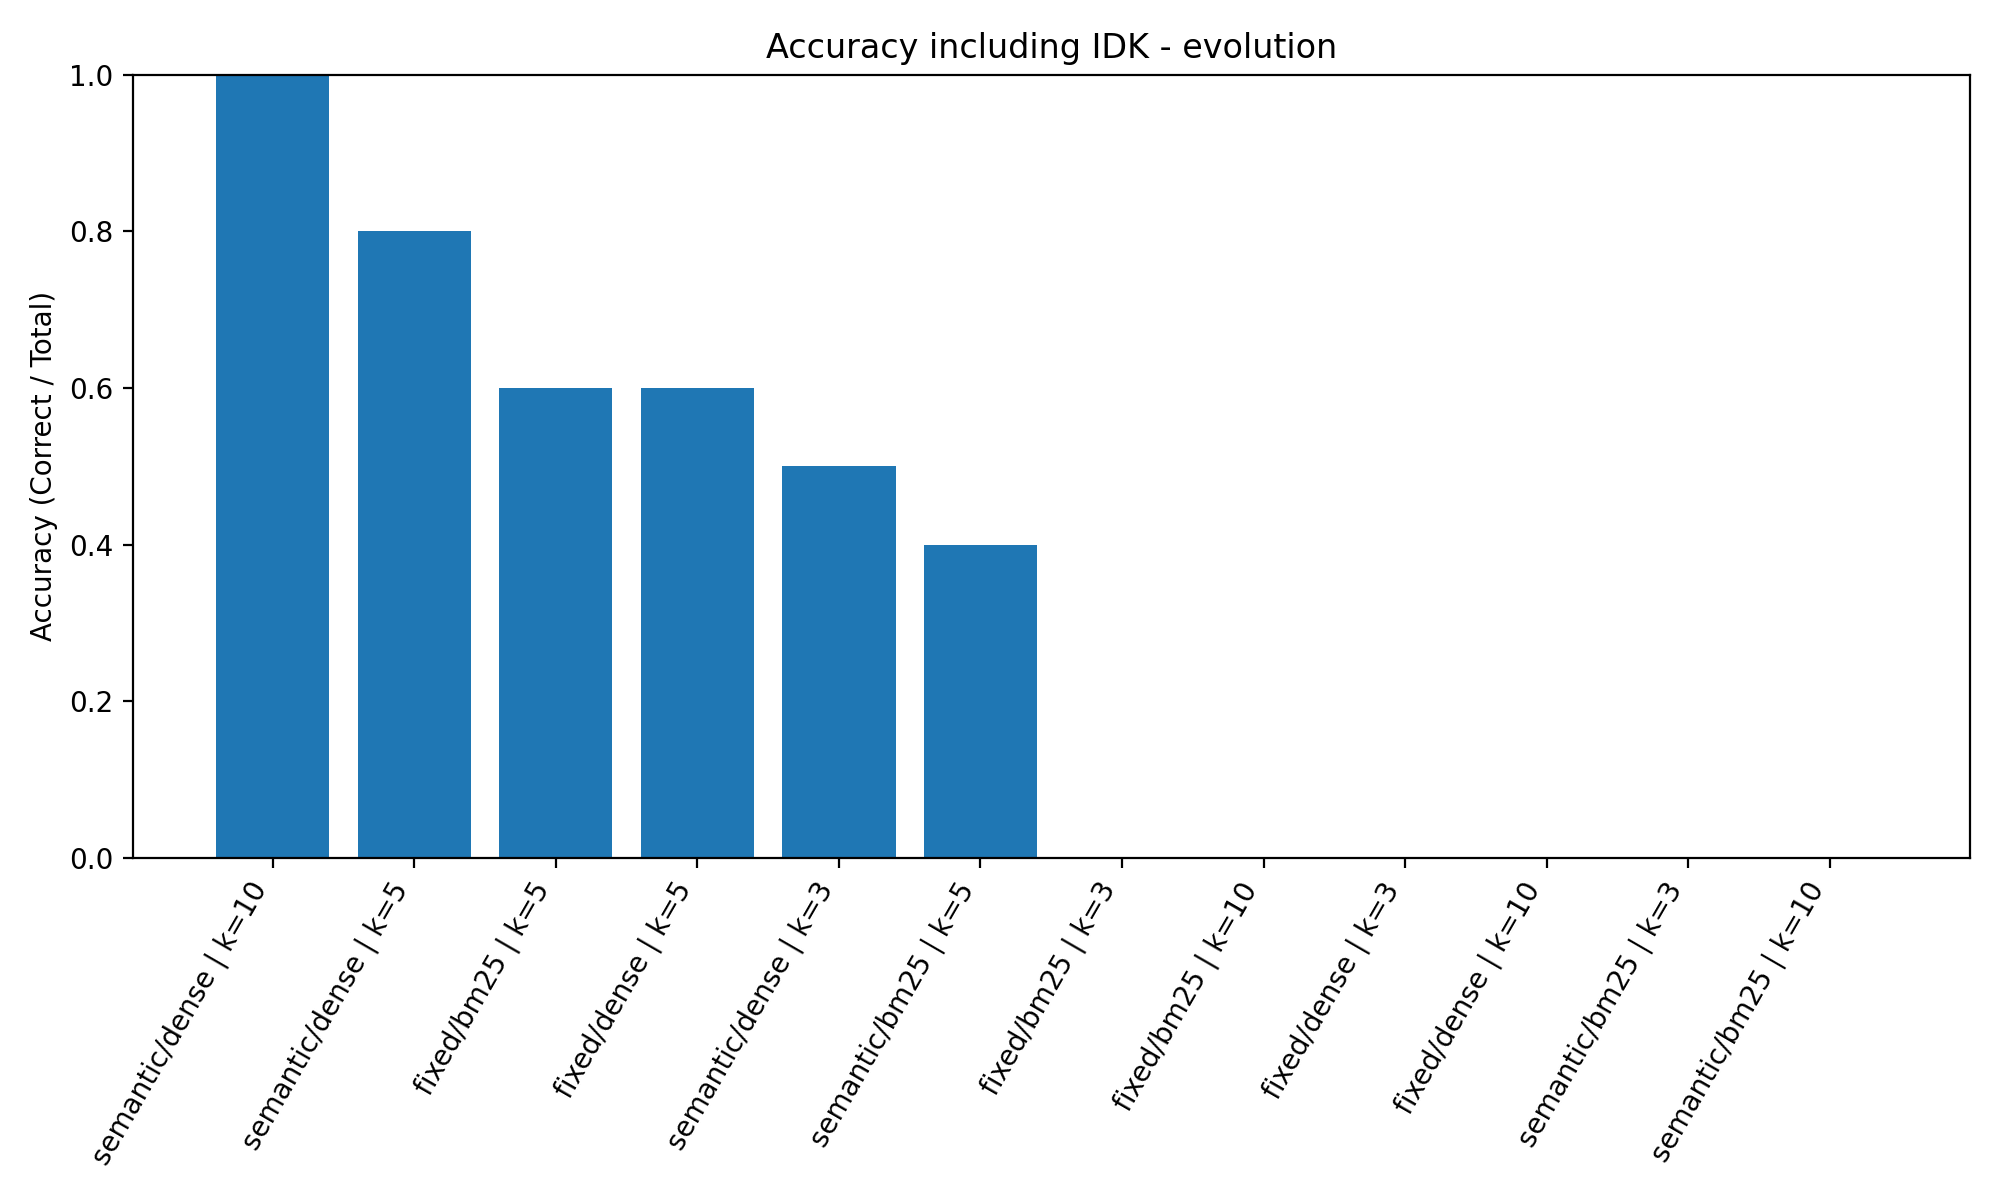 Accuracy including IDK - evolution
Accuracy (Correct / Total)
1.0
0.8
0.6
0.4
0.2
0.0
semantic/dense | k=10
semantic/dense | k=5
fixed/bm25 | k=5
fixed/dense | k=5
semantic/dense | k=3
semantic/bm25 | k=5
fixed/bm25 | k=3
fixed/bm25 | k=10
fixed/dense | k=3
fixed/dense | k=10
semantic/bm25 | k=3
semantic/bm25 | k=10